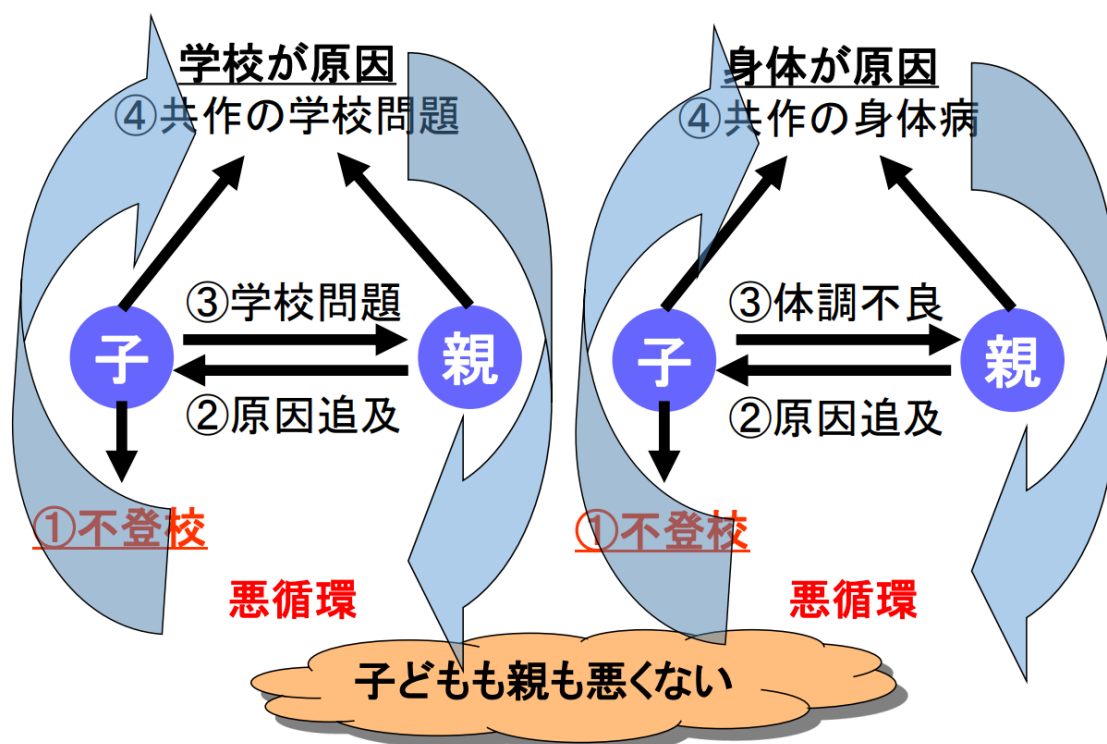 学校が原因
④共作の学校問題
③学校問題
子
親
②原因追及
①不登校
悪循環
身体が原因
④共作の身体病
③体調不良
子
親
②原因追及
①不登校
悪循環
子どもも親も悪くない